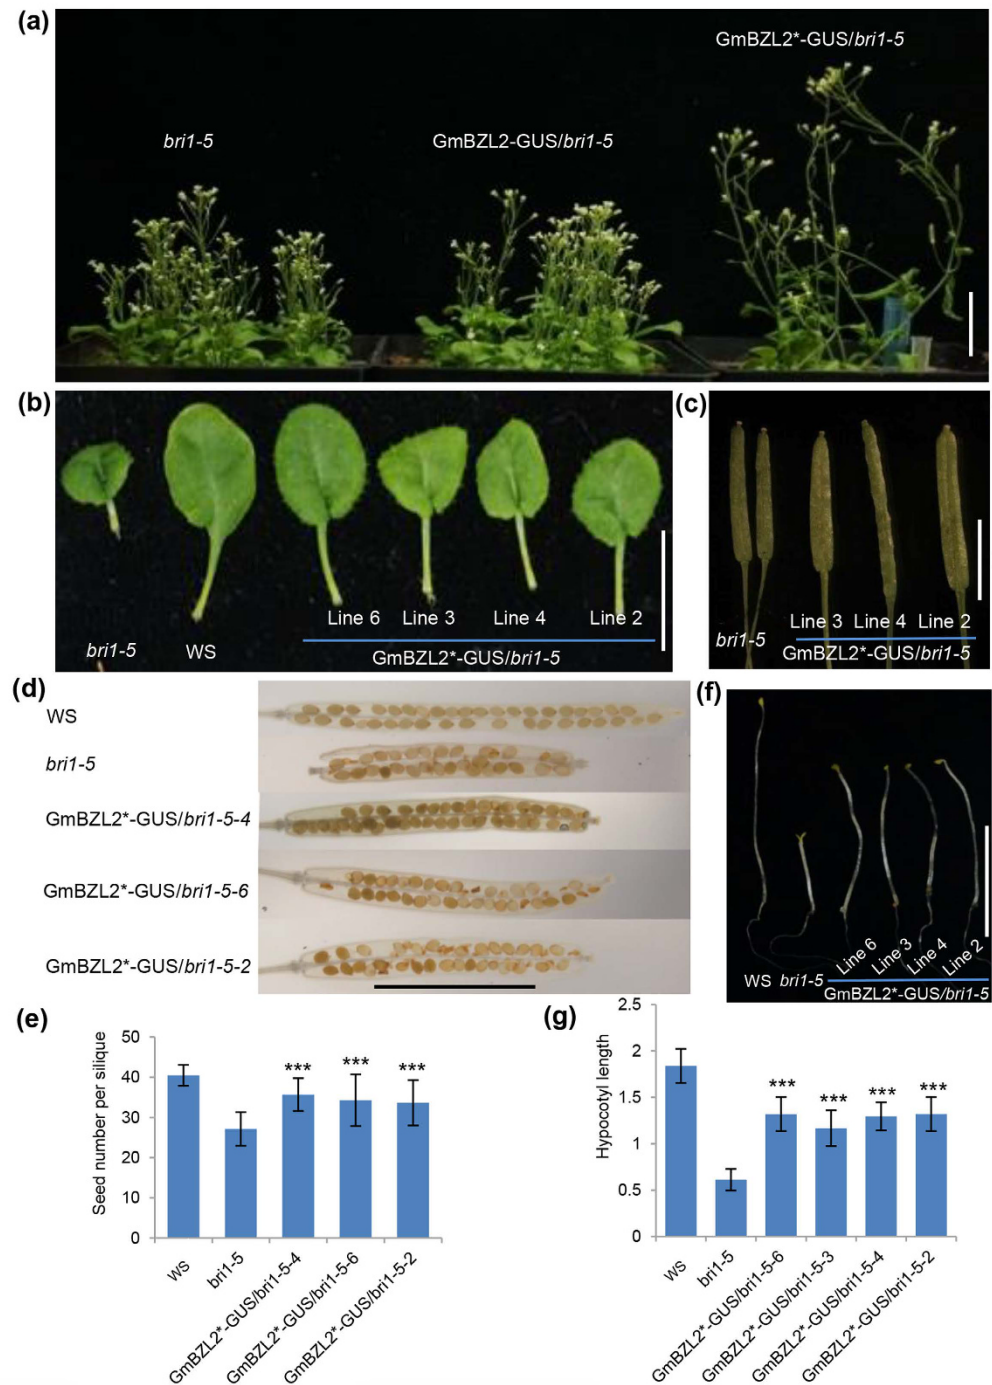 (a)
GmBZL2*-GUS/bri1-5
bri1-5
GmBZL2-GUS/bri1-5
(b)
Line 6
Line 3
Line 4
Line 2
bri1-5
WS
GmBZL2*-GUS/bri1-5
(c)
Line 3
Line 4
Line 2
bri1-5
GmBZL2*-GUS/bri1-5
(d)
WS
bri1-5
GmBZL2*-GUS/bri1-5-4
GmBZL2*-GUS/bri1-5-6
GmBZL2*-GUS/bri1-5-2
(f)
WS
bri1-5
Line 6
Line 3
Line 4
Line 2
GmBZL2*-GUS/bri1-5
(e)
Seed number per silique
50
40
30
20
10
0
***
***
***
WS
bri1-5
GmBZL2*-GUS/bri1-5-4
GmBZL2*-GUS/bri1-5-6
GmBZL2*-GUS/bri1-5-2
(g)
Hypocotyl length
2.5
2
1.5
1
0.5
0
***
***
***
***
WS
bri1-5
GmBZL2*-GUS/bri1-5-6
GmBZL2*-GUS/bri1-5-3
GmBZL2*-GUS/bri1-5-4
GmBZL2*-GUS/bri1-5-2